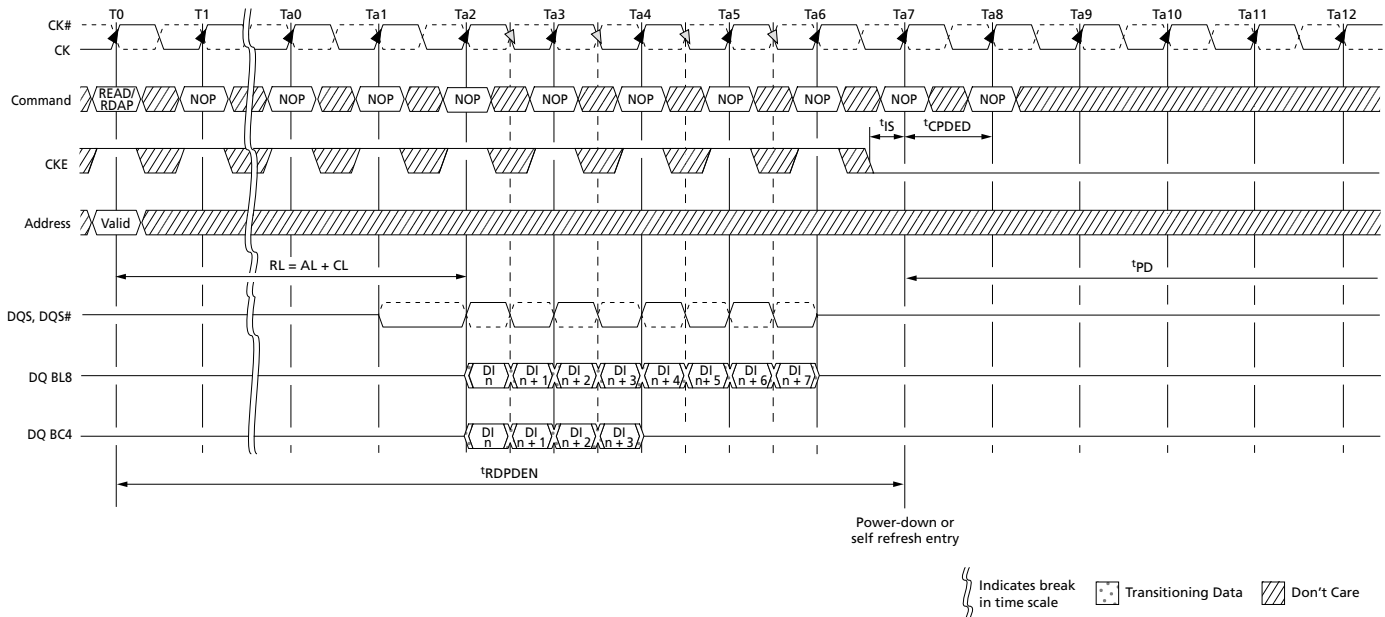 T0 T1 Ta0 Ta1 Ta2 Ta3 Ta4 Ta5 Ta6 Ta7 Ta8 Ta9 Ta10 Ta11 Ta12
CK#
CK
Command READ/RDAP NOP NOP NOP NOP NOP NOP NOP NOP NOP NOP
tIS tCPDED
CKE
Address Valid
RL = AL + CL
tPD
DQS, DQS#
DQ BL8 DI n DI n + 1 DI n + 2 DI n + 3 DI n + 4 DI n+ 5 DI n + 6 DI n + 7
DQ BC4 DI n DI n + 1 DI n + 2 DI n + 3
tRDPDEN
Power-down or
self refresh entry
Indicates break
in time scale
Transitioning Data
Don't Care